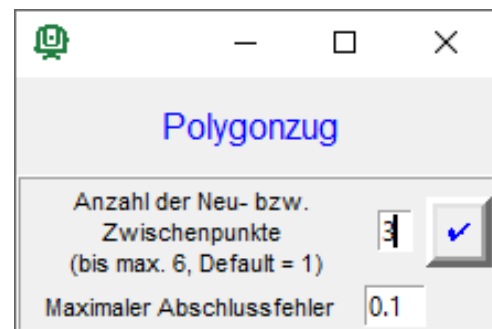 Polygonzug
Anzahl der Neu- bzw.
Zwischenpunkte
(bis max. 6, Default = 1)
3
Maximaler Abschlussfehler 0.1